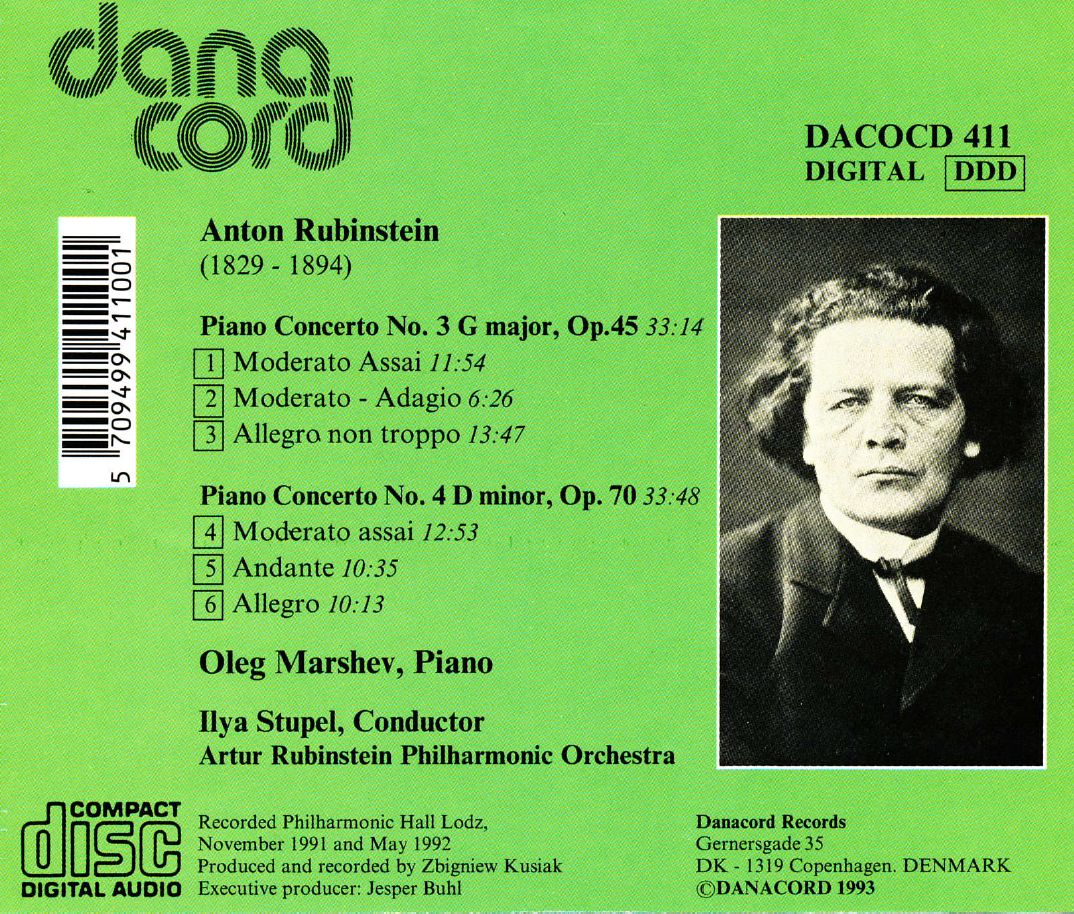 dana
cord
DACOCD 411
DIGITAL DDD
5 709499 411001
Anton Rubinstein
(1829 - 1894)
Piano Concerto No. 3 G major, Op.45 33:14
1 Moderato Assai 11:54
2 Moderato - Adagio 6:26
3 Allegro non troppo 13:47
Piano Concerto No. 4 D minor, Op. 70 33:48
4 Moderato assai 12:53
5 Andante 10:35
6 Allegro 10:13
Oleg Marshev, Piano
Ilya Stupel, Conductor
Artur Rubinstein Philharmonic Orchestra
COMPACT
disc
DIGITAL AUDIO
Recorded Philharmonic Hall Lodz,
November 1991 and May 1992
Produced and recorded by Zbigniew Kusiak
Executive producer: Jesper Buhl
Danacord Records
Gernersgade 35
DK - 1319 Copenhagen. DENMARK
©DANACORD 1993